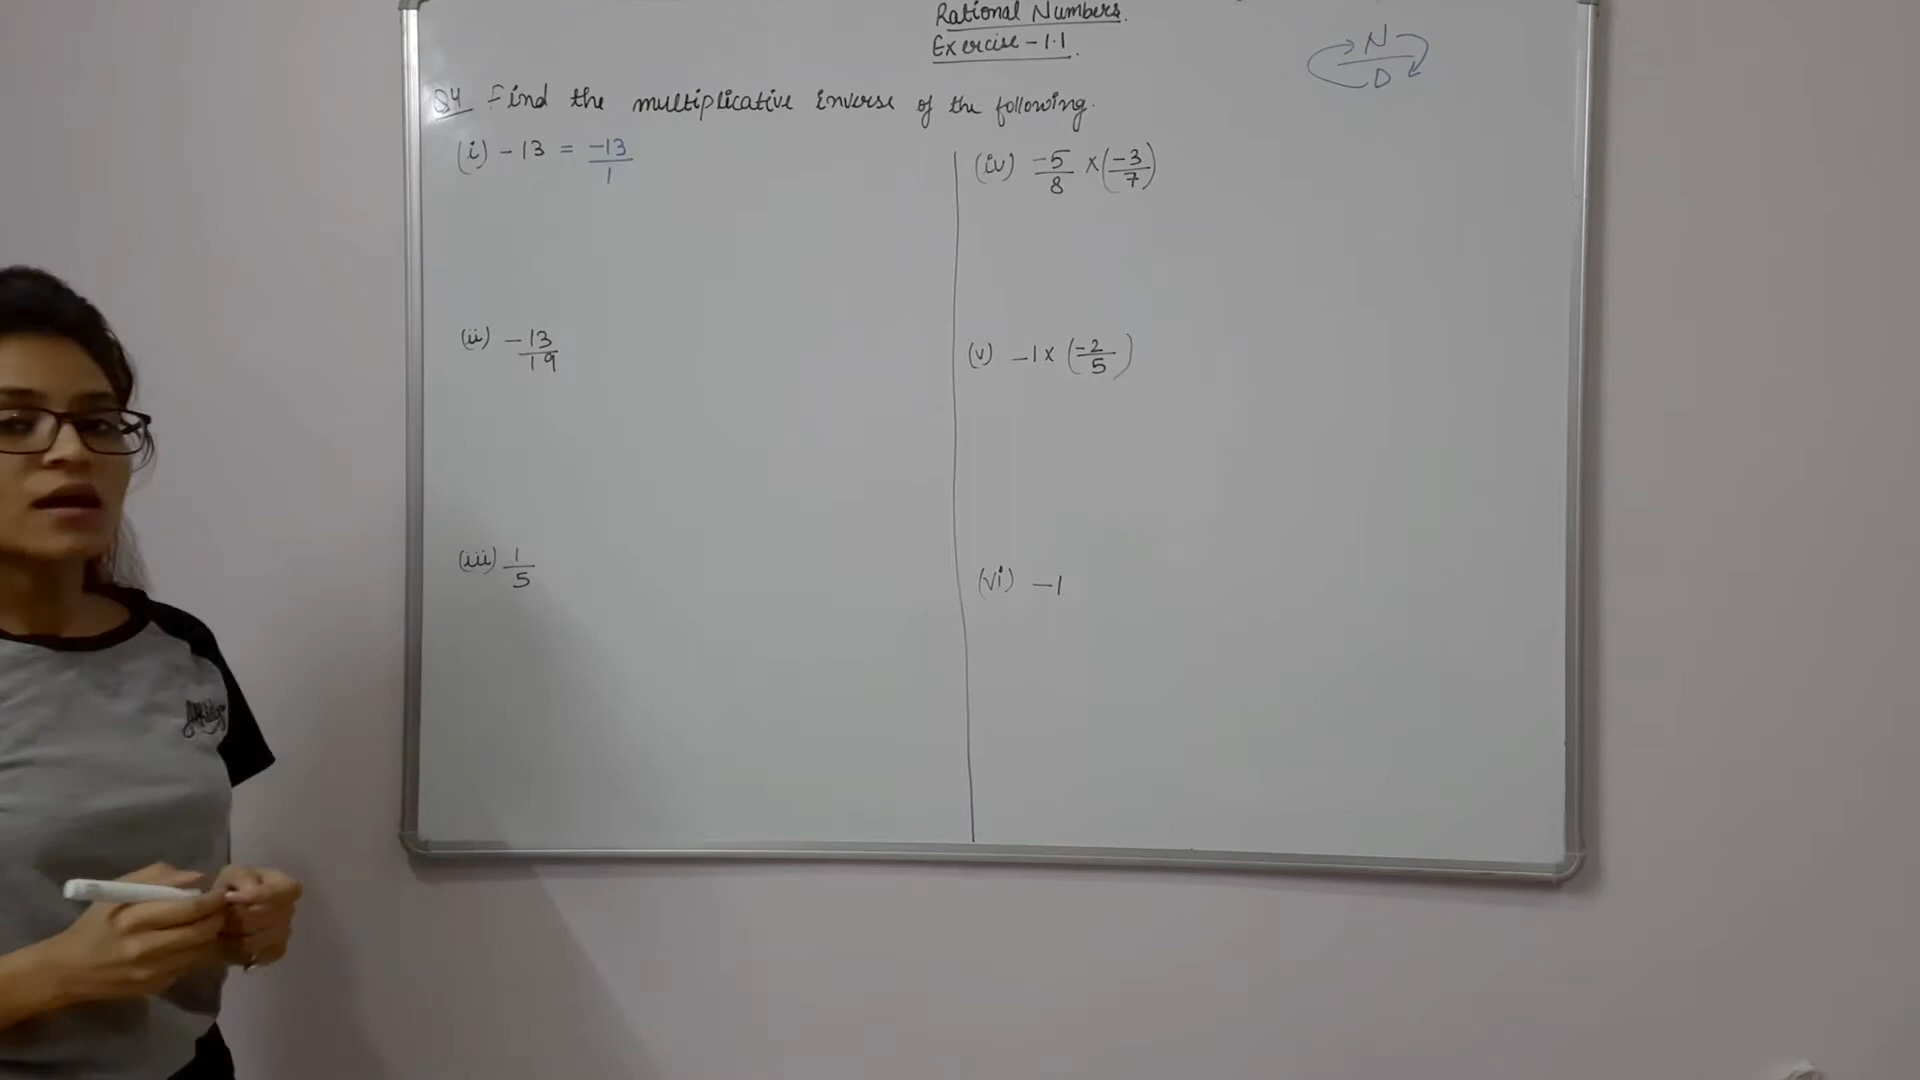 Rational Numbers.
Exercise - 1.1.
N
D
Q4 Find the multiplicative Inverse of the following.
(i) -13 = -13/1
(ii) -13/19
(iii) 1/5
(iv) -5/8 × (-3/7)
(v) -1 × (-2/5)
(vi) -1